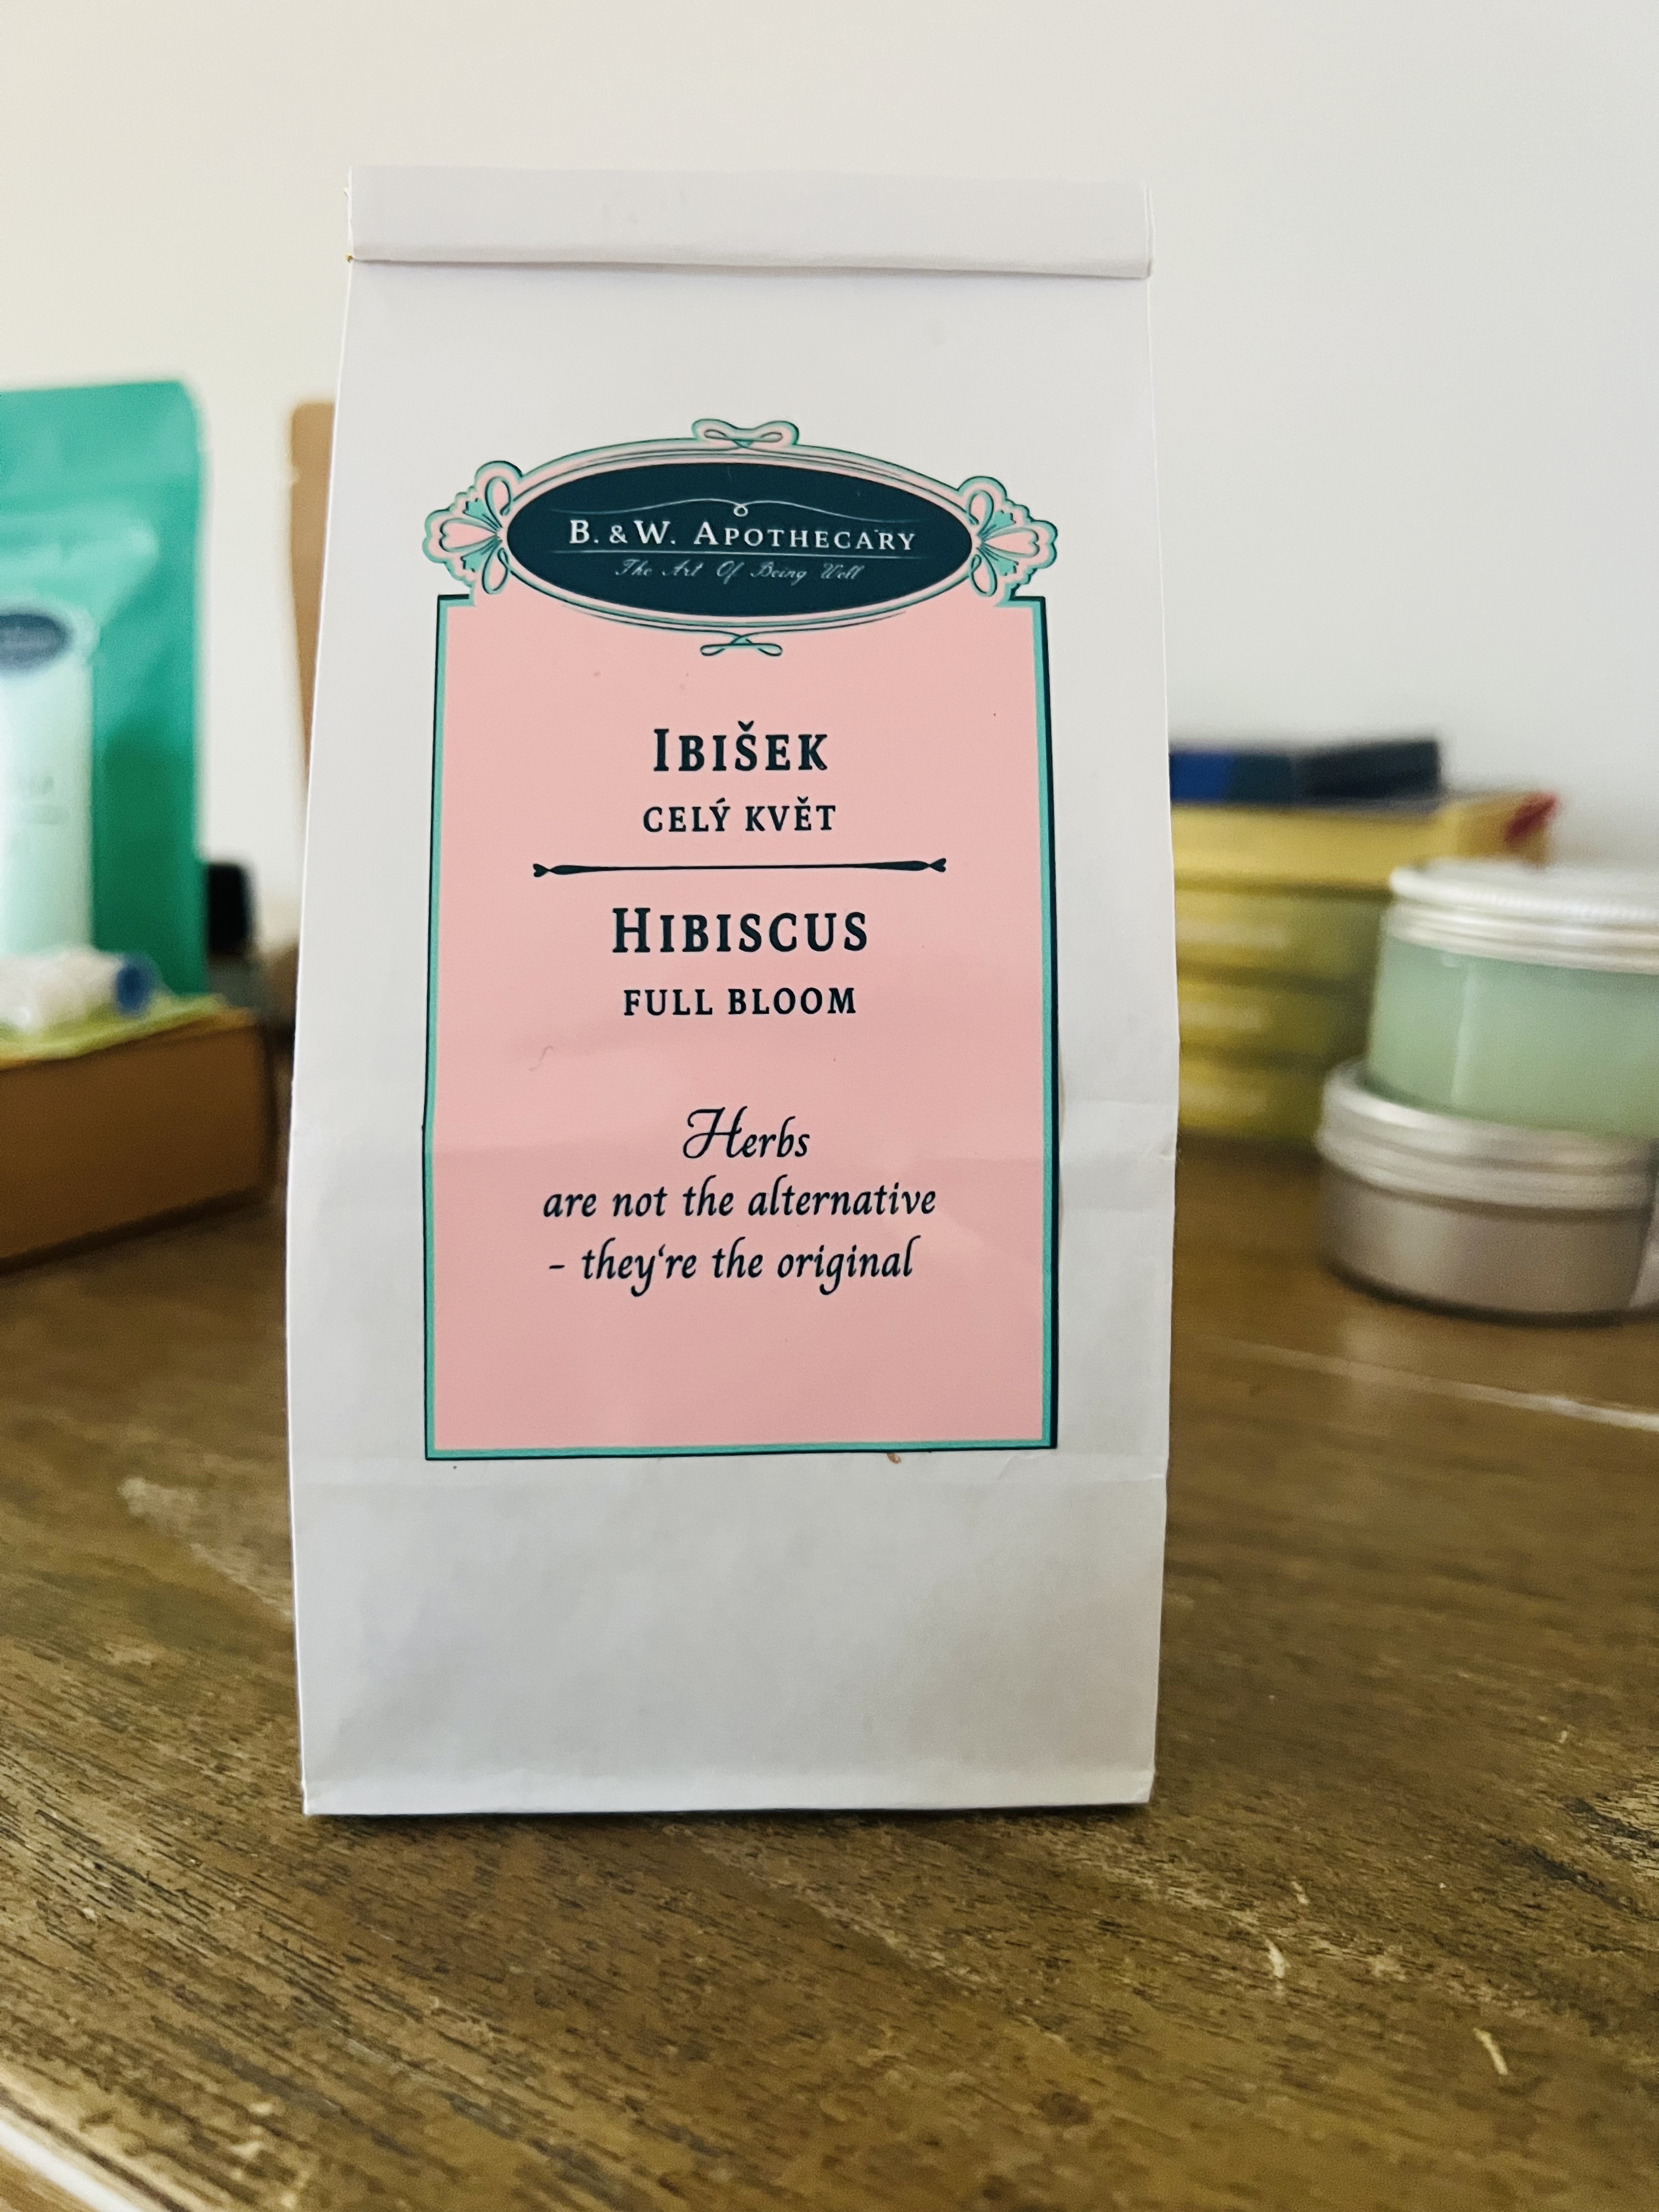 B. & W. APOTHECARY
The Art Of Being Well
IBIŠEK
CELÝ KVĚT
HIBISCUS
FULL BLOOM
Herbs
are not the alternative
- they‘re the original